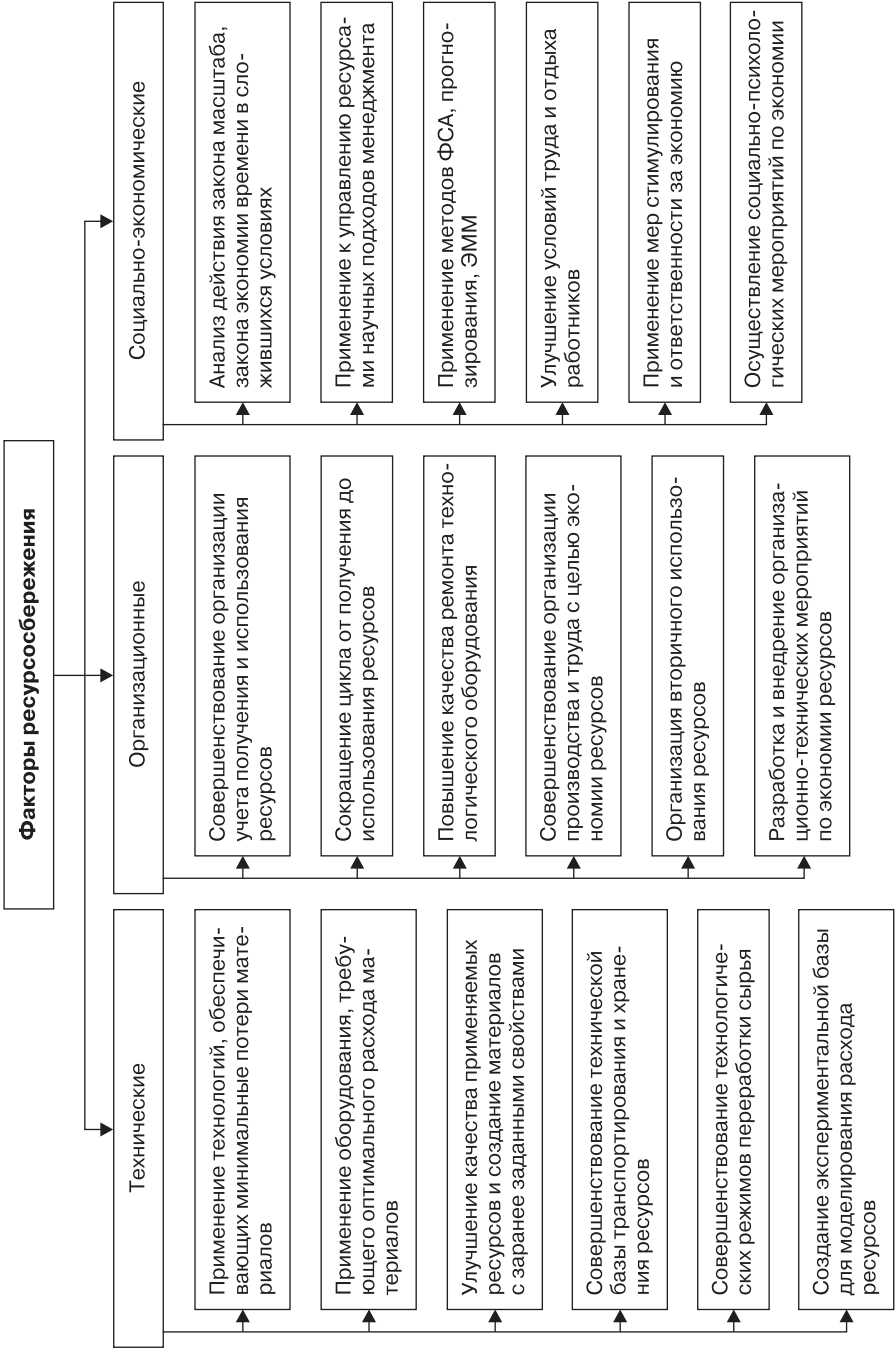 Факторы ресурсосбережения
Технические
Применение технологий, обеспечи-
вающих минимальные потери мате-
риалов
Применение оборудования, требу-
ющего оптимального расхода ма-
териалов
Улучшение качества применяемых
ресурсов и создание материалов
с заранее заданными свойствами
Совершенствование технической
базы транспортирования и хране-
ния ресурсов
Совершенствование технологиче-
ских режимов переработки сырья
Создание экспериментальной базы
для моделирования расхода
ресурсов
Организационные
Совершенствование организации
учета получения и использования
ресурсов
Сокращение цикла от получения до
использования ресурсов
Повышение качества ремонта техно-
логического оборудования
Совершенствование организации
производства и труда с целью эко-
номии ресурсов
Организация вторичного использо-
вания ресурсов
Разработка и внедрение организа-
ционно-технических мероприятий
по экономии ресурсов
Социально-экономические
Анализ действия закона масштаба,
закона экономии времени в сло-
жившихся условиях
Применение к управлению ресурса-
ми научных подходов менеджмента
Применение методов ФСА, прогно-
зирования, ЭММ
Улучшение условий труда и отдыха
работников
Применение мер стимулирования
и ответственности за экономию
Осуществление социально-психоло-
гических мероприятий по экономии